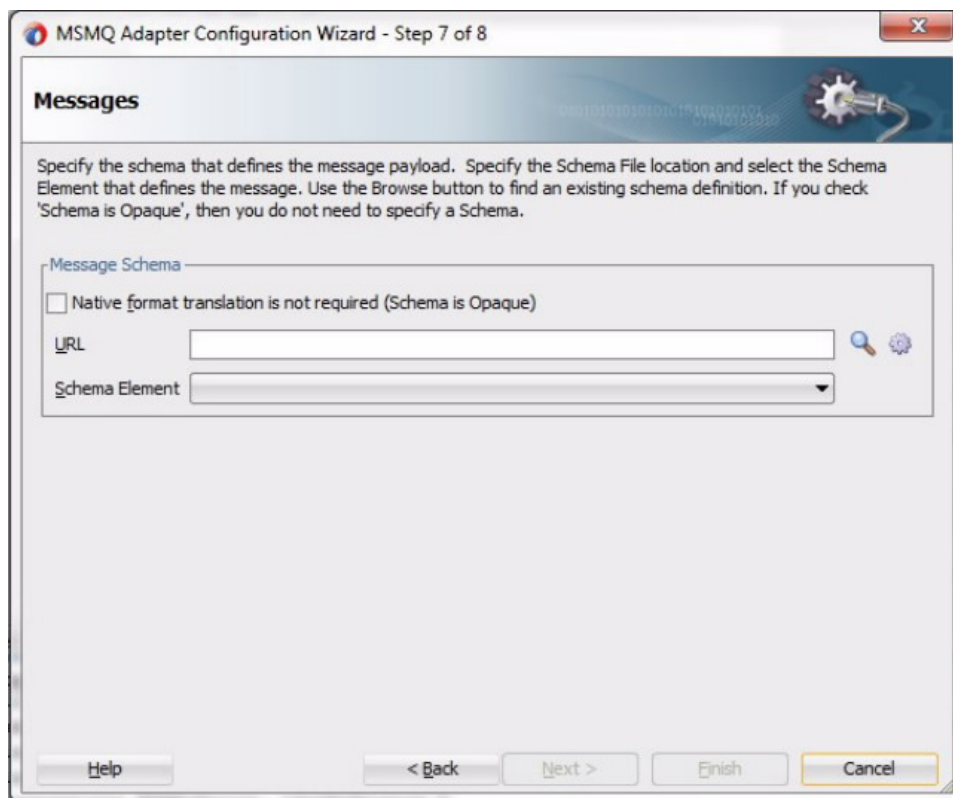 MSMQ Adapter Configuration Wizard - Step 7 of 8
Messages
Specify the schema that defines the message payload.  Specify the Schema File location and select the Schema
Element that defines the message. Use the Browse button to find an existing schema definition. If you check
'Schema is Opaque', then you do not need to specify a Schema.
Message Schema
Native format translation is not required (Schema is Opaque)
URL
Schema Element
Help
< Back
Next >
Finish
Cancel